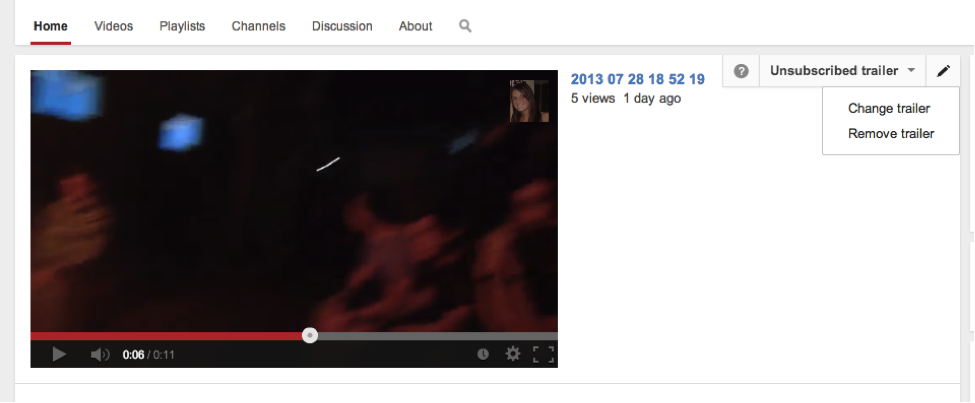 Home Videos Playlists Channels Discussion About
2013 07 28 18 52 19
5 views 1 day ago
? Unsubscribed trailer
Change trailer
Remove trailer
0:06 / 0:11